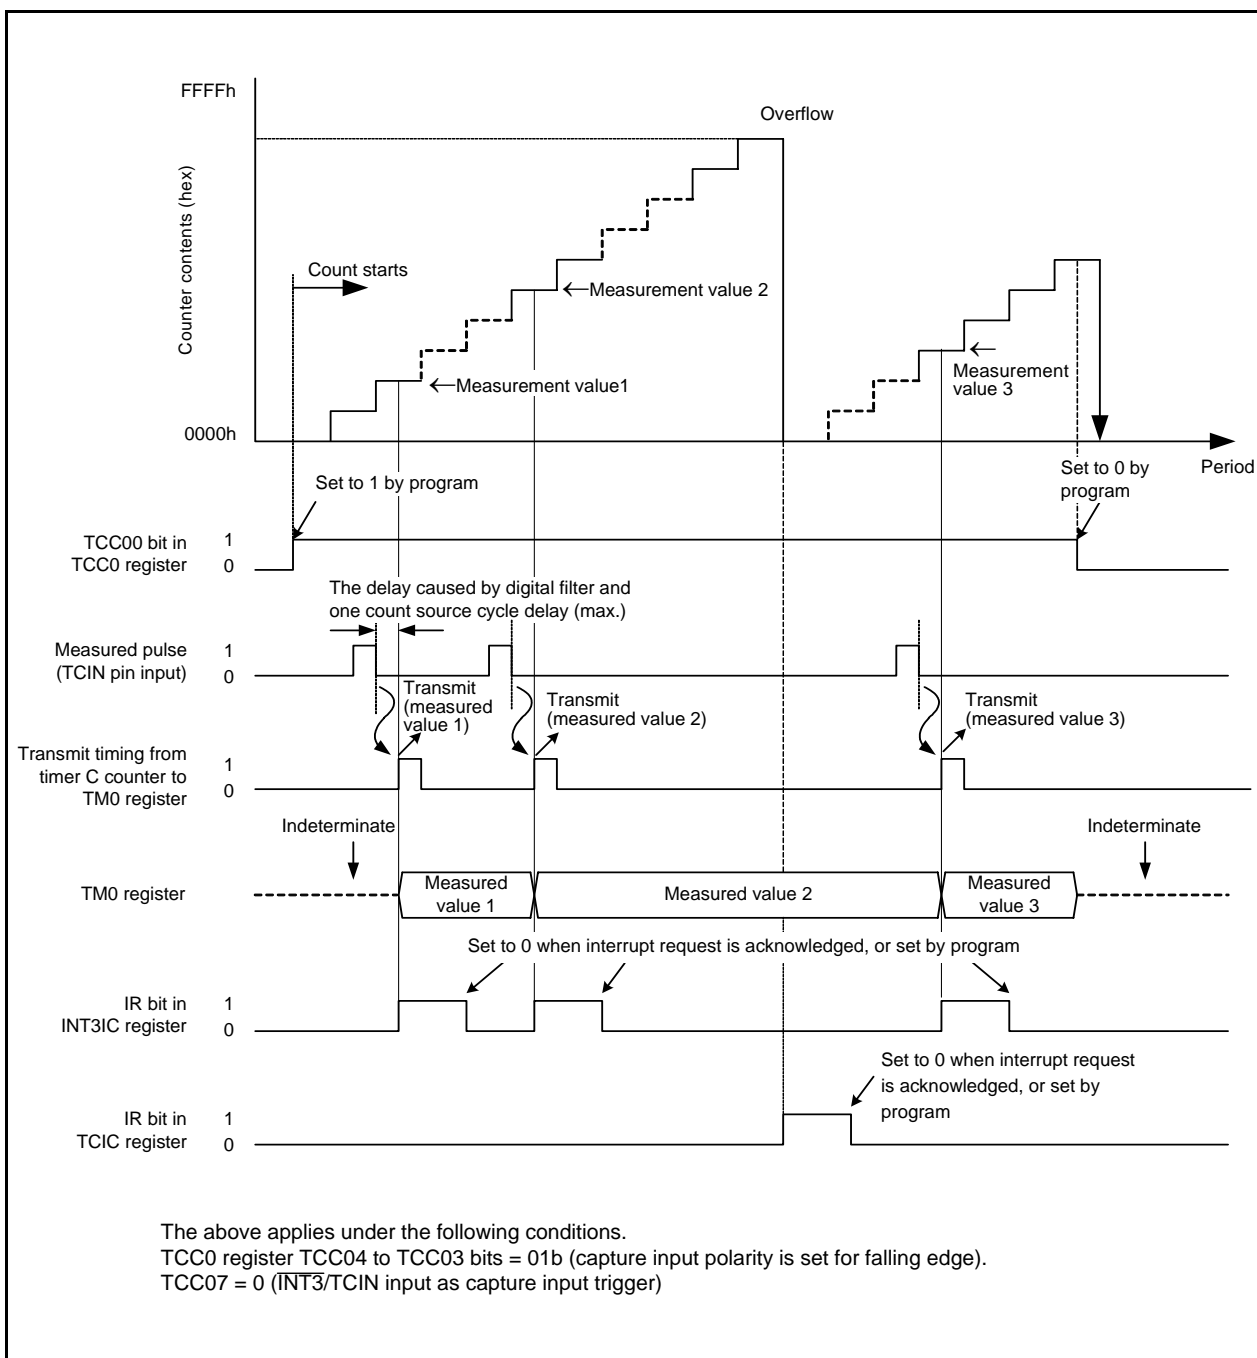 FFFFh
Overflow
Counter contents (hex)
Count starts
←Measurement value 2
←Measurement value1
←
Measurement
value 3
0000h
Period
Set to 1 by program
Set to 0 by
program
TCC00 bit in
TCC0 register
1
0
The delay caused by digital filter and
one count source cycle delay (max.)
Measured pulse
(TCIN pin input)
1
0
Transmit
(measured
value 1)
Transmit
(measured value 2)
Transmit
(measured value 3)
Transmit timing from
timer C counter to
TM0 register
1
0
Indeterminate
Indeterminate
TM0 register
Measured
value 1
Measured value 2
Measured
value 3
Set to 0 when interrupt request is acknowledged, or set by program
IR bit in
INT3IC register
1
0
Set to 0 when interrupt request
is acknowledged, or set by
program
IR bit in
TCIC register
1
0
The above applies under the following conditions.
TCC0 register TCC04 to TCC03 bits = 01b (capture input polarity is set for falling edge).
TCC07 = 0 (INT3/TCIN input as capture input trigger)